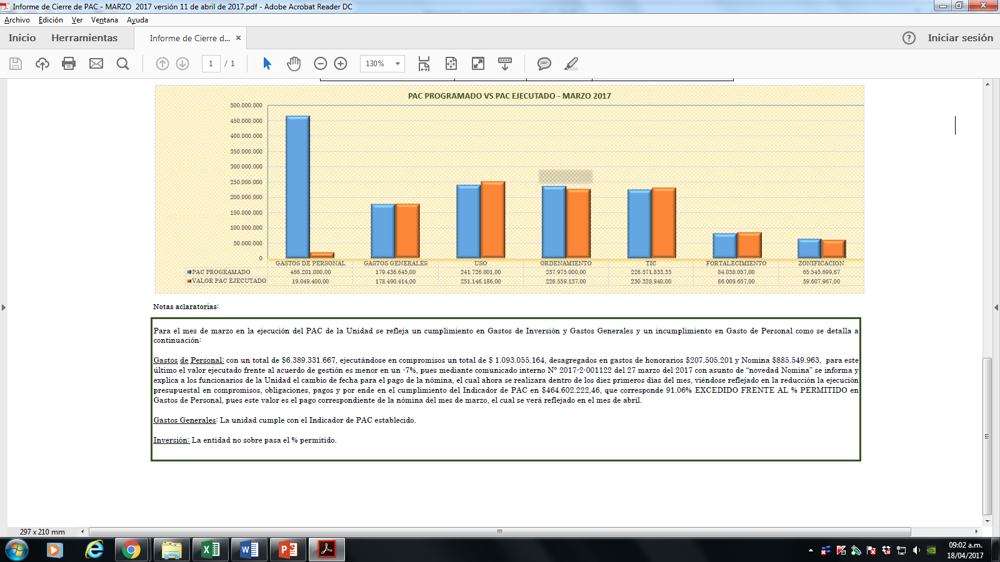 Informe de Cierre de PAC - MARZO  2017 versión 11 de abril de 2017.pdf - Adobe Acrobat Reader DC
Archivo Edición Ver Ventana Ayuda
Inicio Herramientas Informe de Cierre d... × ? Iniciar sesión
1 / 1 130%
PAC PROGRAMADO VS PAC EJECUTADO - MARZO 2017
500.000.000
450.000.000
400.000.000
350.000.000
300.000.000
250.000.000
200.000.000
150.000.000
100.000.000
50.000.000
0
GASTOS DE PERSONAL GASTOS GENERALES USO ORDENAMIENTO TIC FORTALECIMIENTO ZONIFICACION
PAC PROGRAMADO 466.201.000,00 179.436.645,00 241.726.001,00 237.975.000,00 226.571.833,33 84.038.057,00 65.545.699,67
VALOR PAC EJECUTADO 19.049.400,00 178.490.414,00 251.146.186,00 226.559.137,00 230.328.940,00 86.009.657,00 59.607.967,00
Notas aclaratorias:
Para el mes de marzo en la ejecución del PAC de la Unidad se refleja un cumplimiento en Gastos de Inversión y Gastos Generales y un incumplimiento en Gasto de Personal como se detalla a
continuación:
Gastos de Personal: con un total de $6.389.331.667, ejecutándose en compromisos un total de $ 1.093.055.164, desagregados en gastos de honorarios $207.505.201 y Nomina $885.549.963,  para este
último el valor ejecutado frente al acuerdo de gestión es menor en un -7%, pues mediante comunicado interno N° 2017-2-001122 del 27 marzo del 2017 con asunto de “novedad Nomina” se informa y
explica a los funcionarios de la Unidad el cambio de fecha para el pago de la nómina, el cual ahora se realizara dentro de los diez primeros días del mes, viéndose reflejado en la reducción la ejecución
presupuestal en compromisos, obligaciones, pagos y por ende en el cumplimiento del Indicador de PAC en $464.602.222,46, que corresponde 91.06% EXCEDIDO FRENTE AL % PERMITIDO en
Gastos de Personal, pues este valor es el pago correspondiente de la nómina del mes de marzo, el cual se verá reflejado en el mes de abril.
Gastos Generales: La unidad cumple con el Indicador de PAC establecido.
Inversión: La entidad no sobre pasa el % permitido.
297 x 210 mm
09:02 a.m.
18/04/2017